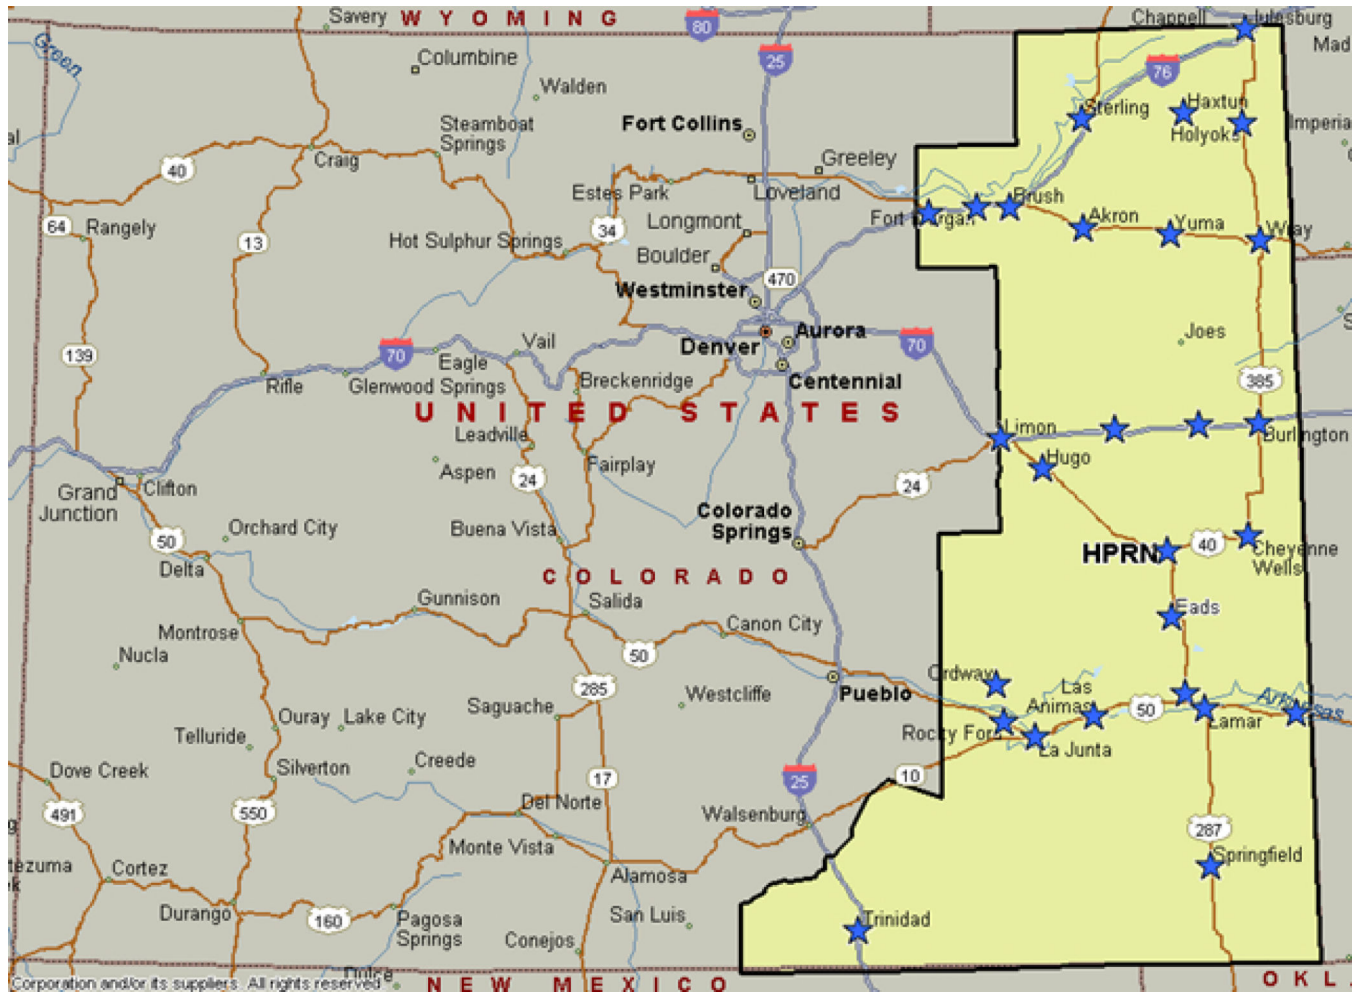 Savery
WYOMING
80
Chappell
Julesburg
Mad
Green
Columbine
25
76
Walden
Sterling
Haxtun
Fort Collins
Steamboat
Springs
Holyoks
Imperia
al
Craig
40
Greeley
Estes Park
Loveland
Brush
64
Rangely
Longmont
Fort
Akron
Yuma
Wray
13
Hot Sulphur Springs
34
Boulder
470
Westminster
Joes
139
70
Vail
Denver
Aurora
70
Eagle
Rifle
Glenwood Springs
Breckenridge
Centennial
385
UNITED STATES
Leadville
Limon
Burlington
Aspen
Fairplay
Hugo
Grand
Junction
Clifton
24
24
Orchard City
Buena Vista
Colorado
Springs
50
HPRN
40
Cheyenne
Wells
Delta
COLORADO
Gunnison
Salida
Eads
Montrose
Canon City
Nucla
50
Ordway
285
Westcliffe
Pueblo
Las
Animas
50
Arkansas
Saguache
Ouray
Lake City
Rocky Ford
Lamar
Telluride
La Junta
Dove Creek
Silverton
Creede
17
25
10
491
550
Del Norte
Walsenburg
287
Monte Vista
Springfield
tezuma
Cortez
Alamosa
Durango
160
Pagosa
Springs
San Luis
Trinidad
Conejos
Dulce
Corporation and/or its suppliers. All rights reserved
NEW MEXICO
OKL.